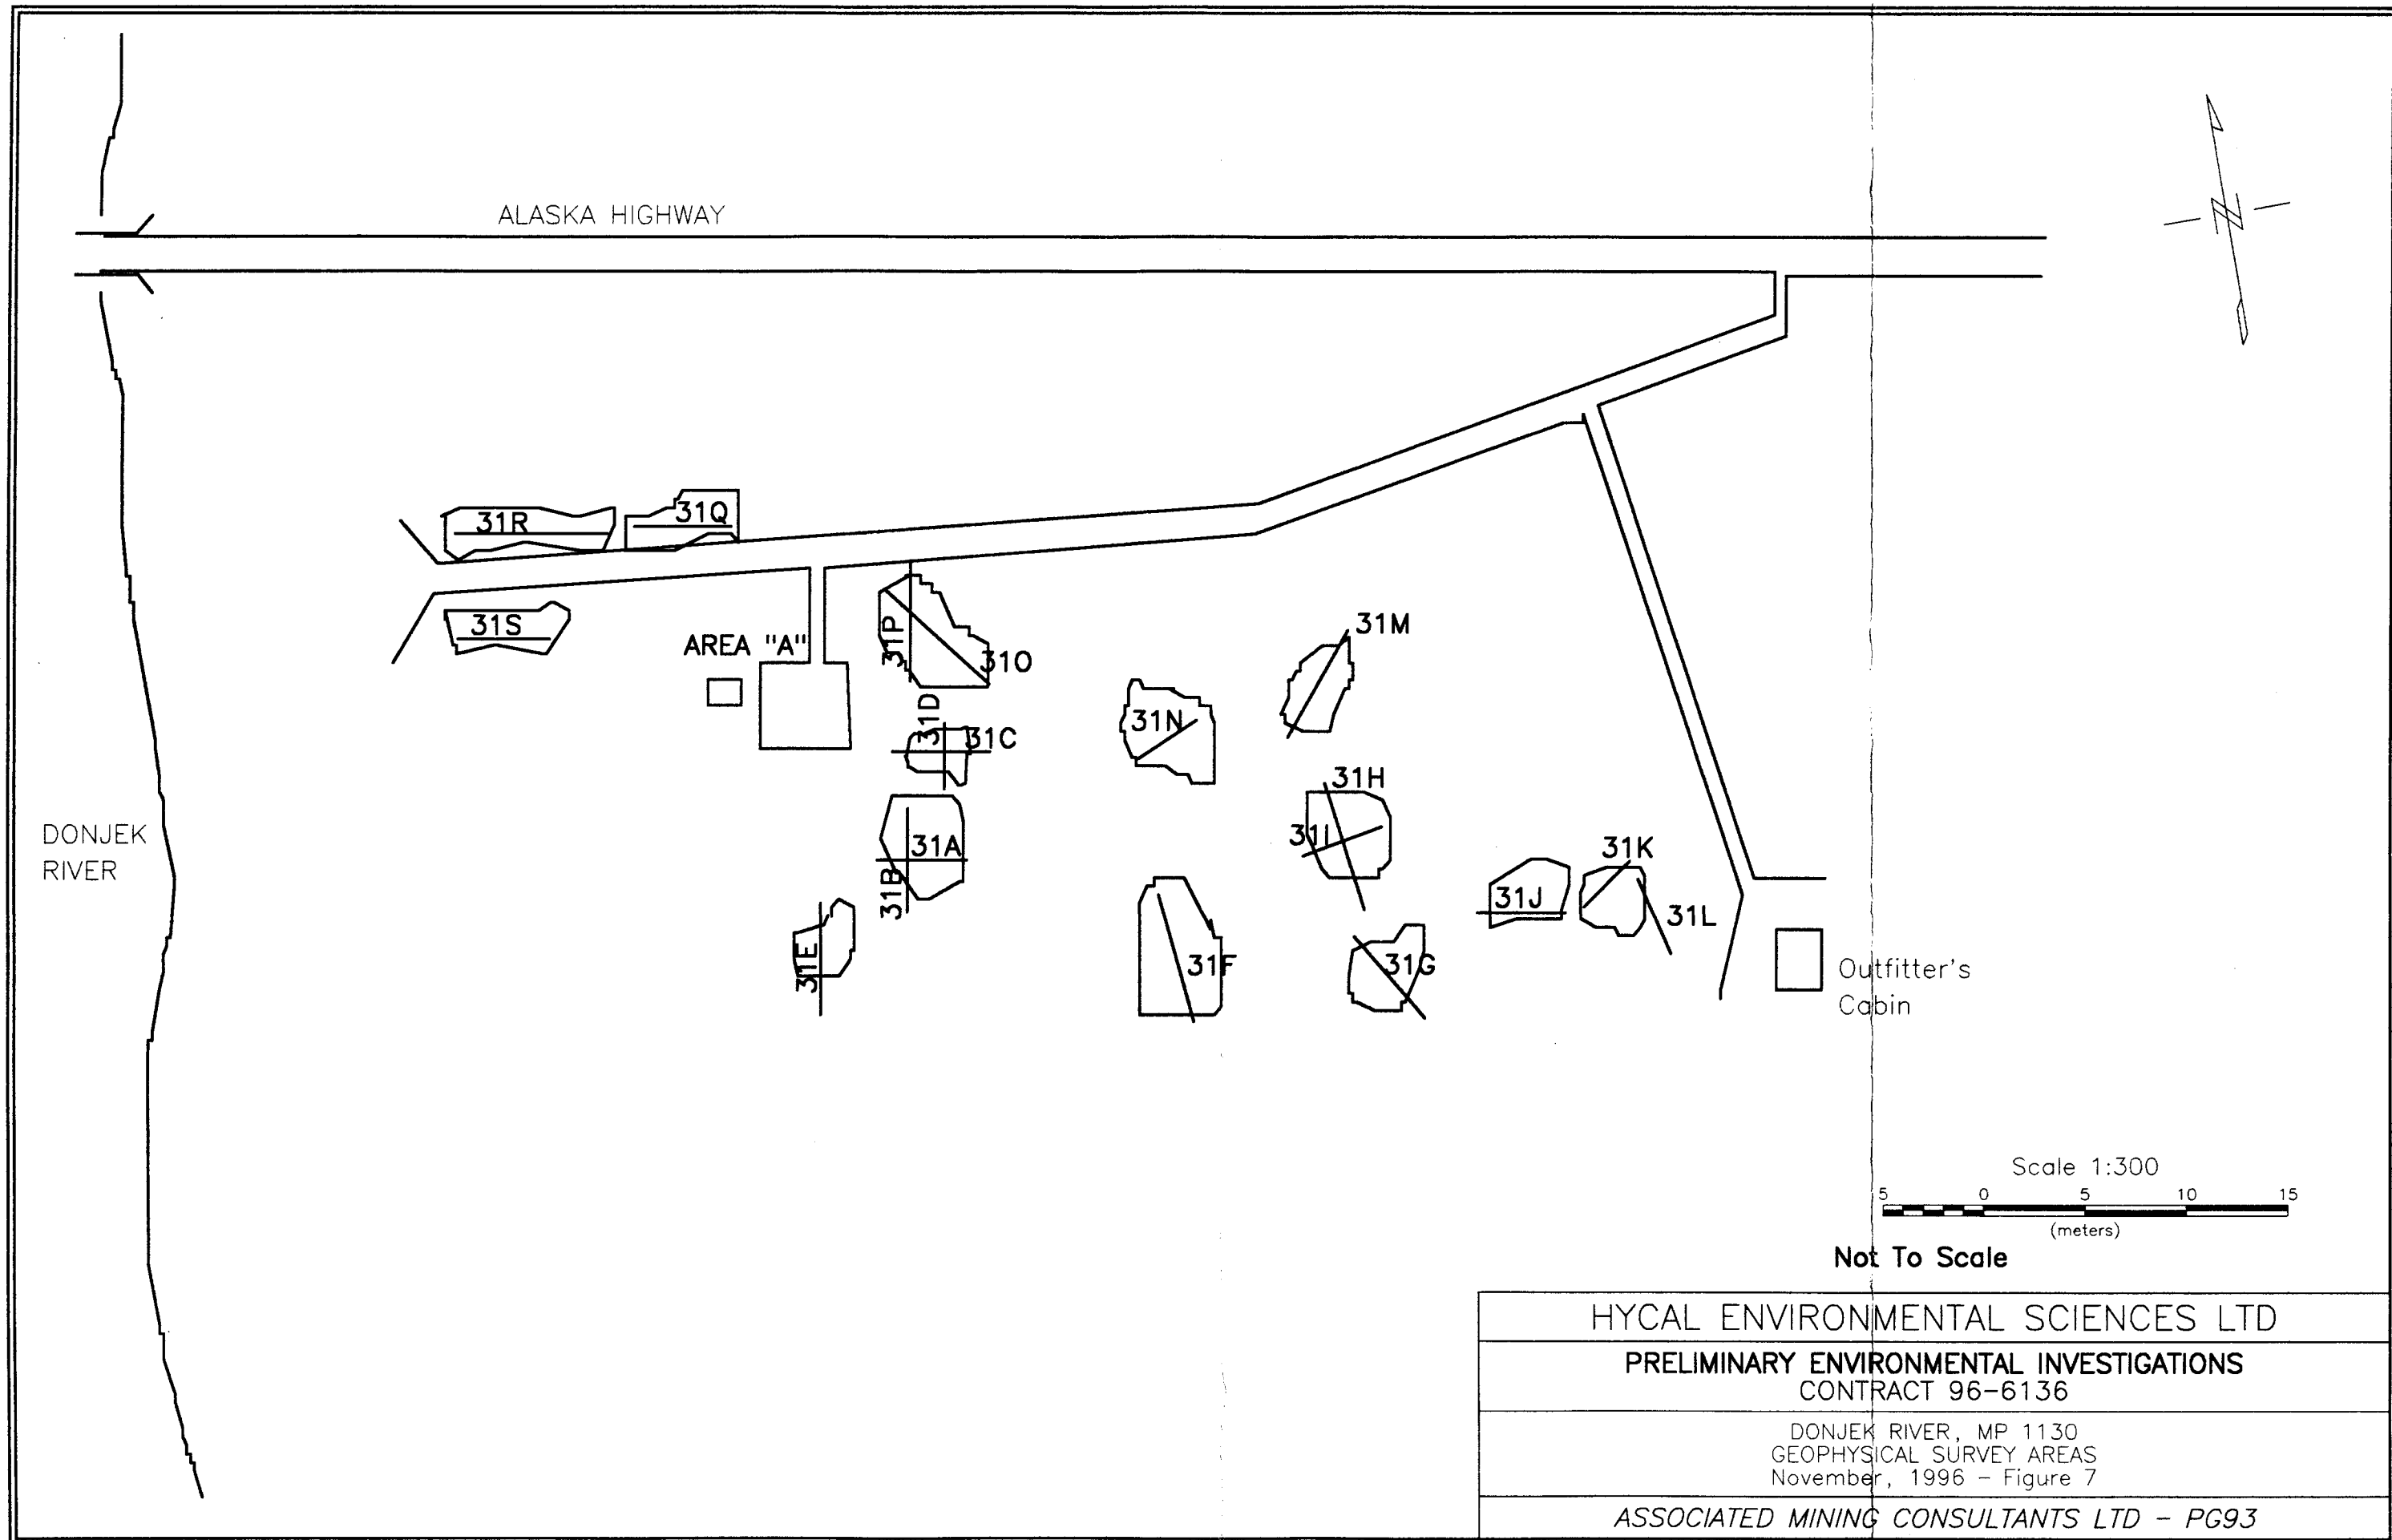 ALASKA HIGHWAY
N
31R
31Q
31S
AREA "A"
31P
31O
31M
31D
31C
31N
31H
31I
31A
31B
31K
31J
31L
31E
31F
31G
DONJEK
RIVER
Outfitter's
Cabin
Scale 1:300
5 0 5 10 15
(meters)
Not To Scale
HYCAL ENVIRONMENTAL SCIENCES LTD
PRELIMINARY ENVIRONMENTAL INVESTIGATIONS
CONTRACT 96-6136
DONJEK RIVER, MP 1130
GEOPHYSICAL SURVEY AREAS
November, 1996 - Figure 7
ASSOCIATED MINING CONSULTANTS LTD - PG93